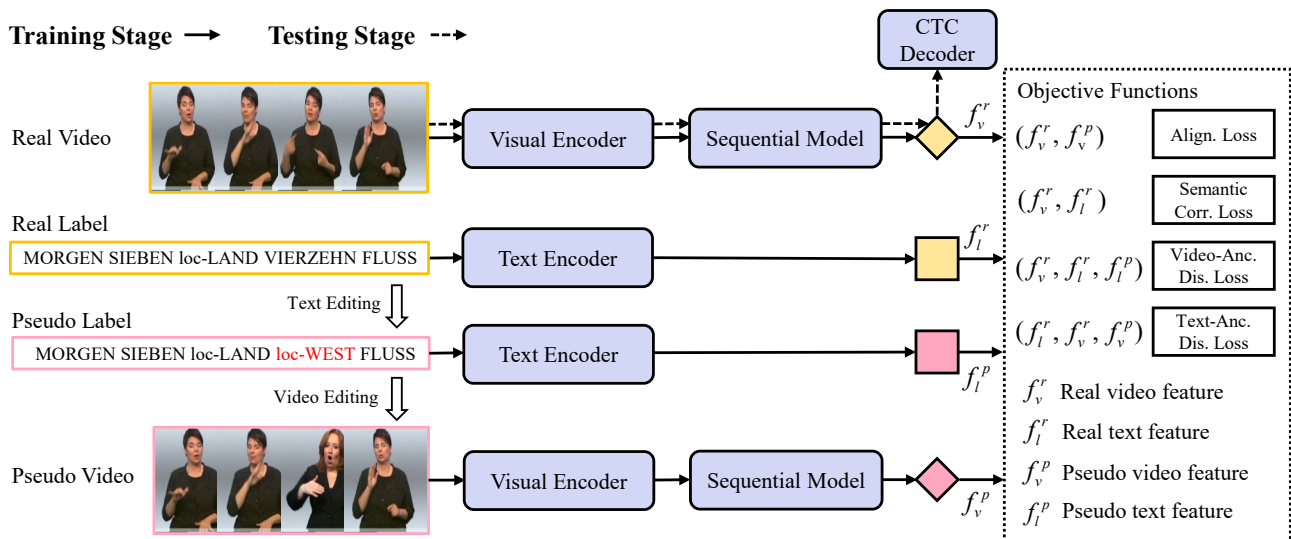 Training Stage
Testing Stage
CTC
Decoder
Real Video
Visual Encoder
Sequential Model
f_v^r
Objective Functions
(f_v^r, f_v^p)
Align. Loss
(f_v^r, f_l^r)
Semantic
Corr. Loss
Real Label
MORGEN SIEBEN loc-LAND VIERZEHN FLUSS
Text Encoder
f_l^r
(f_v^r, f_l^r, f_l^p)
Video-Anc.
Dis. Loss
Text Editing
Pseudo Label
MORGEN SIEBEN loc-LAND loc-WEST FLUSS
Text Encoder
f_l^p
(f_l^r, f_v^r, f_v^p)
Text-Anc.
Dis. Loss
Video Editing
Pseudo Video
Visual Encoder
Sequential Model
f_v^p
f_v^r Real video feature
f_l^r Real text feature
f_v^p Pseudo video feature
f_l^p Pseudo text feature